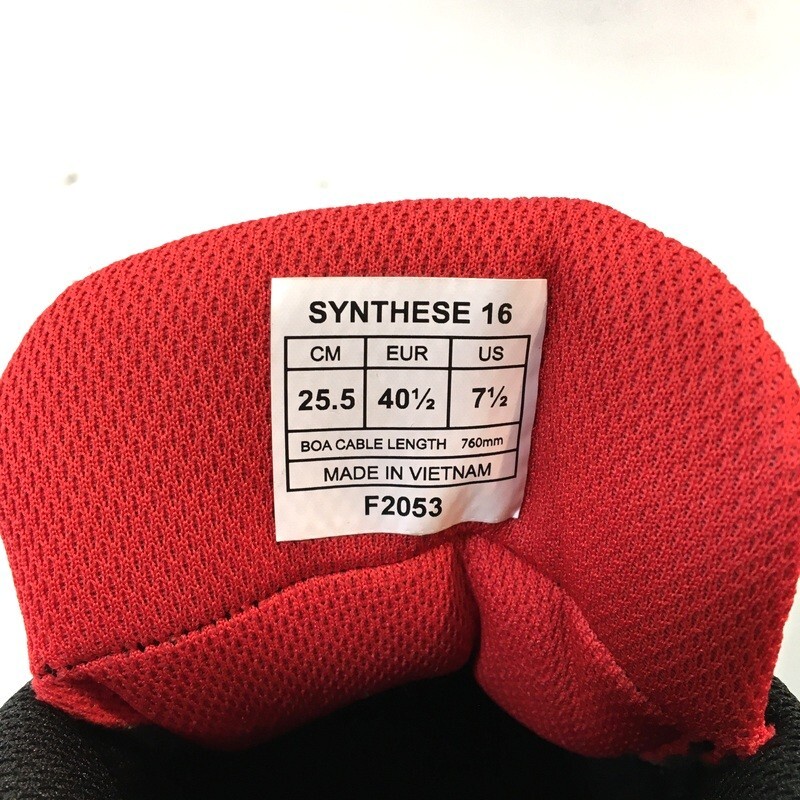 SYNTHESE 16
CM EUR US
25.5 40½ 7½
BOA CABLE LENGTH 760mm
MADE IN VIETNAM
F2053